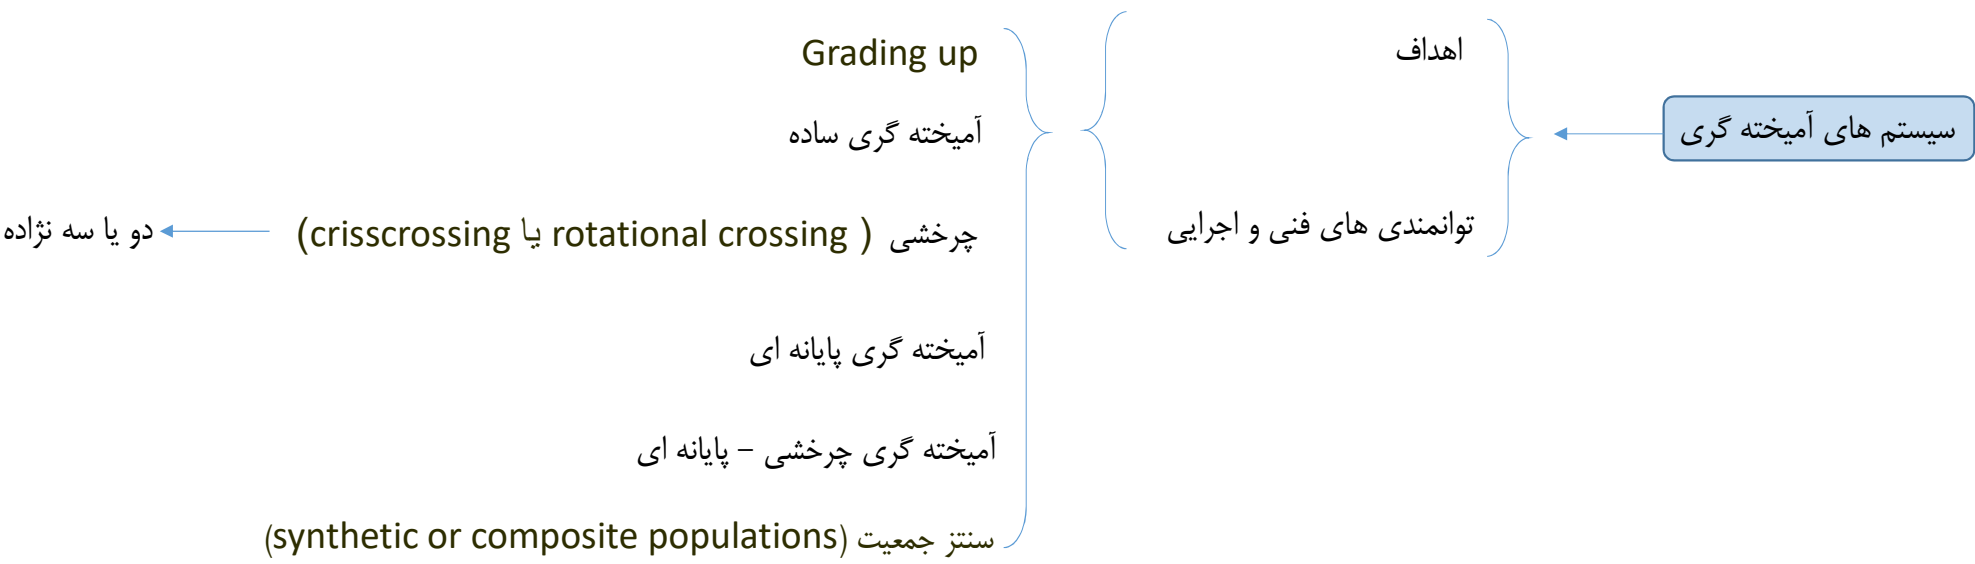 سیستم های آمیخته گری
اهداف
توانمندی های فنی و اجرایی
Grading up
آمیخته گری ساده
چرخشی ( rotational crossing یا crisscrossing)
دو یا سه نژاده
آمیخته گری پایانه ای
آمیخته گری چرخشی – پایانه ای
سنتز جمعیت (synthetic or composite populations)